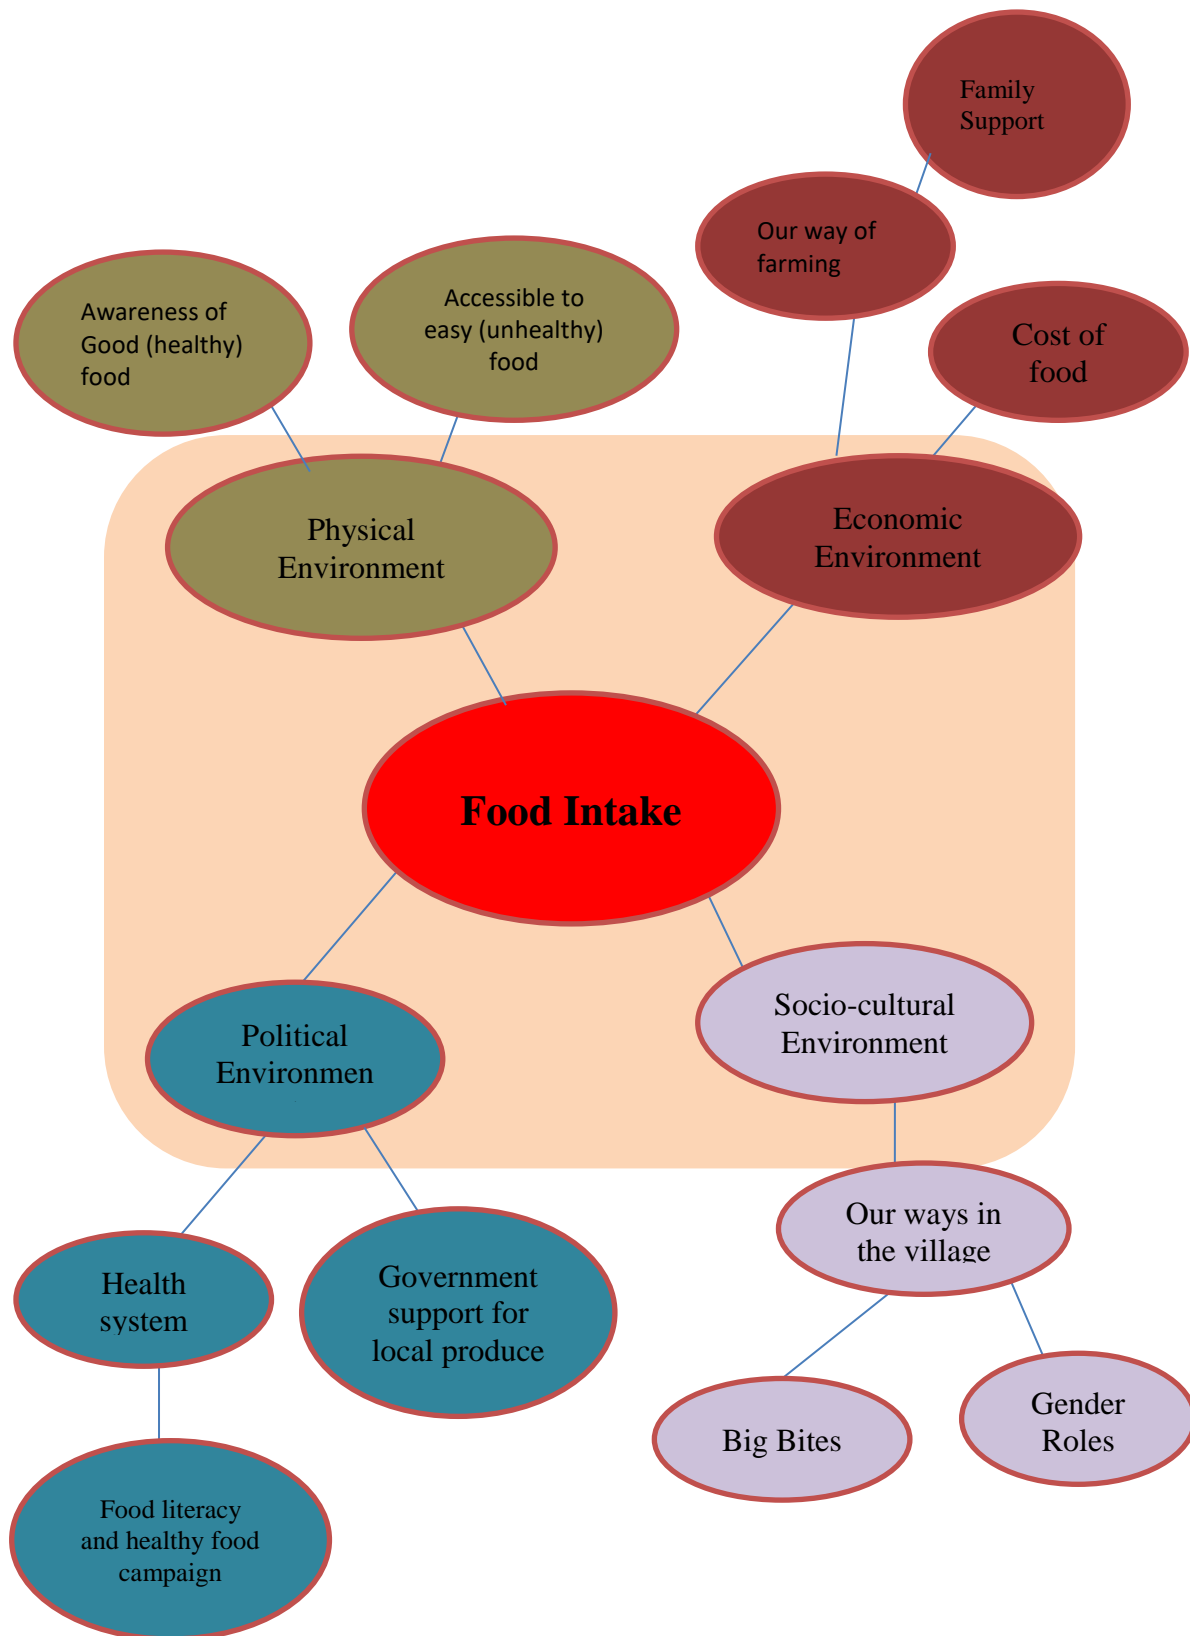 Family
Support
Our way of
farming
Awareness of
Good (healthy)
food
Accessible to
easy (unhealthy)
food
Cost of
food
Physical
Environment
Economic
Environment
Food Intake
Political
Environmen
Socio-cultural
Environment
Our ways in
the village
Health
system
Government
support for
local produce
Big Bites
Gender
Roles
Food literacy
and healthy food
campaign